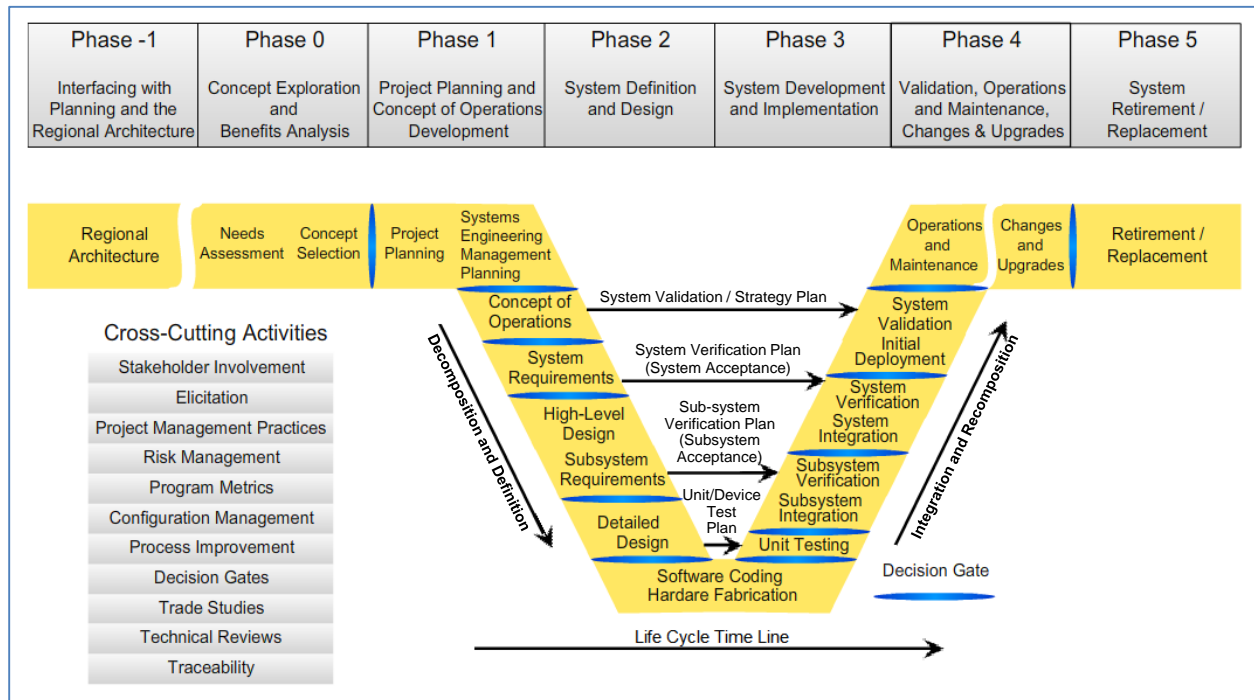 Phase -1
Interfacing with
Planning and the
Regional Architecture
Phase 0
Concept Exploration
and
Benefits Analysis
Phase 1
Project Planning and
Concept of Operations
Development
Phase 2
System Definition
and Design
Phase 3
System Development
and Implementation
Phase 4
Validation, Operations
and Maintenance,
Changes & Upgrades
Phase 5
System
Retirement /
Replacement
Regional
Architecture
Needs
Assessment
Concept
Selection
Project
Planning
Systems
Engineering
Management
Planning
Concept of
Operations
System
Requirements
High-Level
Design
Subsystem
Requirements
Detailed
Design
Software Coding
Hardare Fabrication
Unit Testing
Subsystem
Integration
Subsystem
Verification
System
Integration
System
Verification
Initial
Deployment
System
Validation
Operations
and
Maintenance
Changes
and
Upgrades
Retirement /
Replacement
System Validation / Strategy Plan
System Verification Plan
(System Acceptance)
Sub-system
Verification Plan
(Subsystem
Acceptance)
Unit/Device
Test
Plan
Decomposition and Definition
Integration and Recomposition
Cross-Cutting Activities
Stakeholder Involvement
Elicitation
Project Management Practices
Risk Management
Program Metrics
Configuration Management
Process Improvement
Decision Gates
Trade Studies
Technical Reviews
Traceability
Decision Gate
Life Cycle Time Line